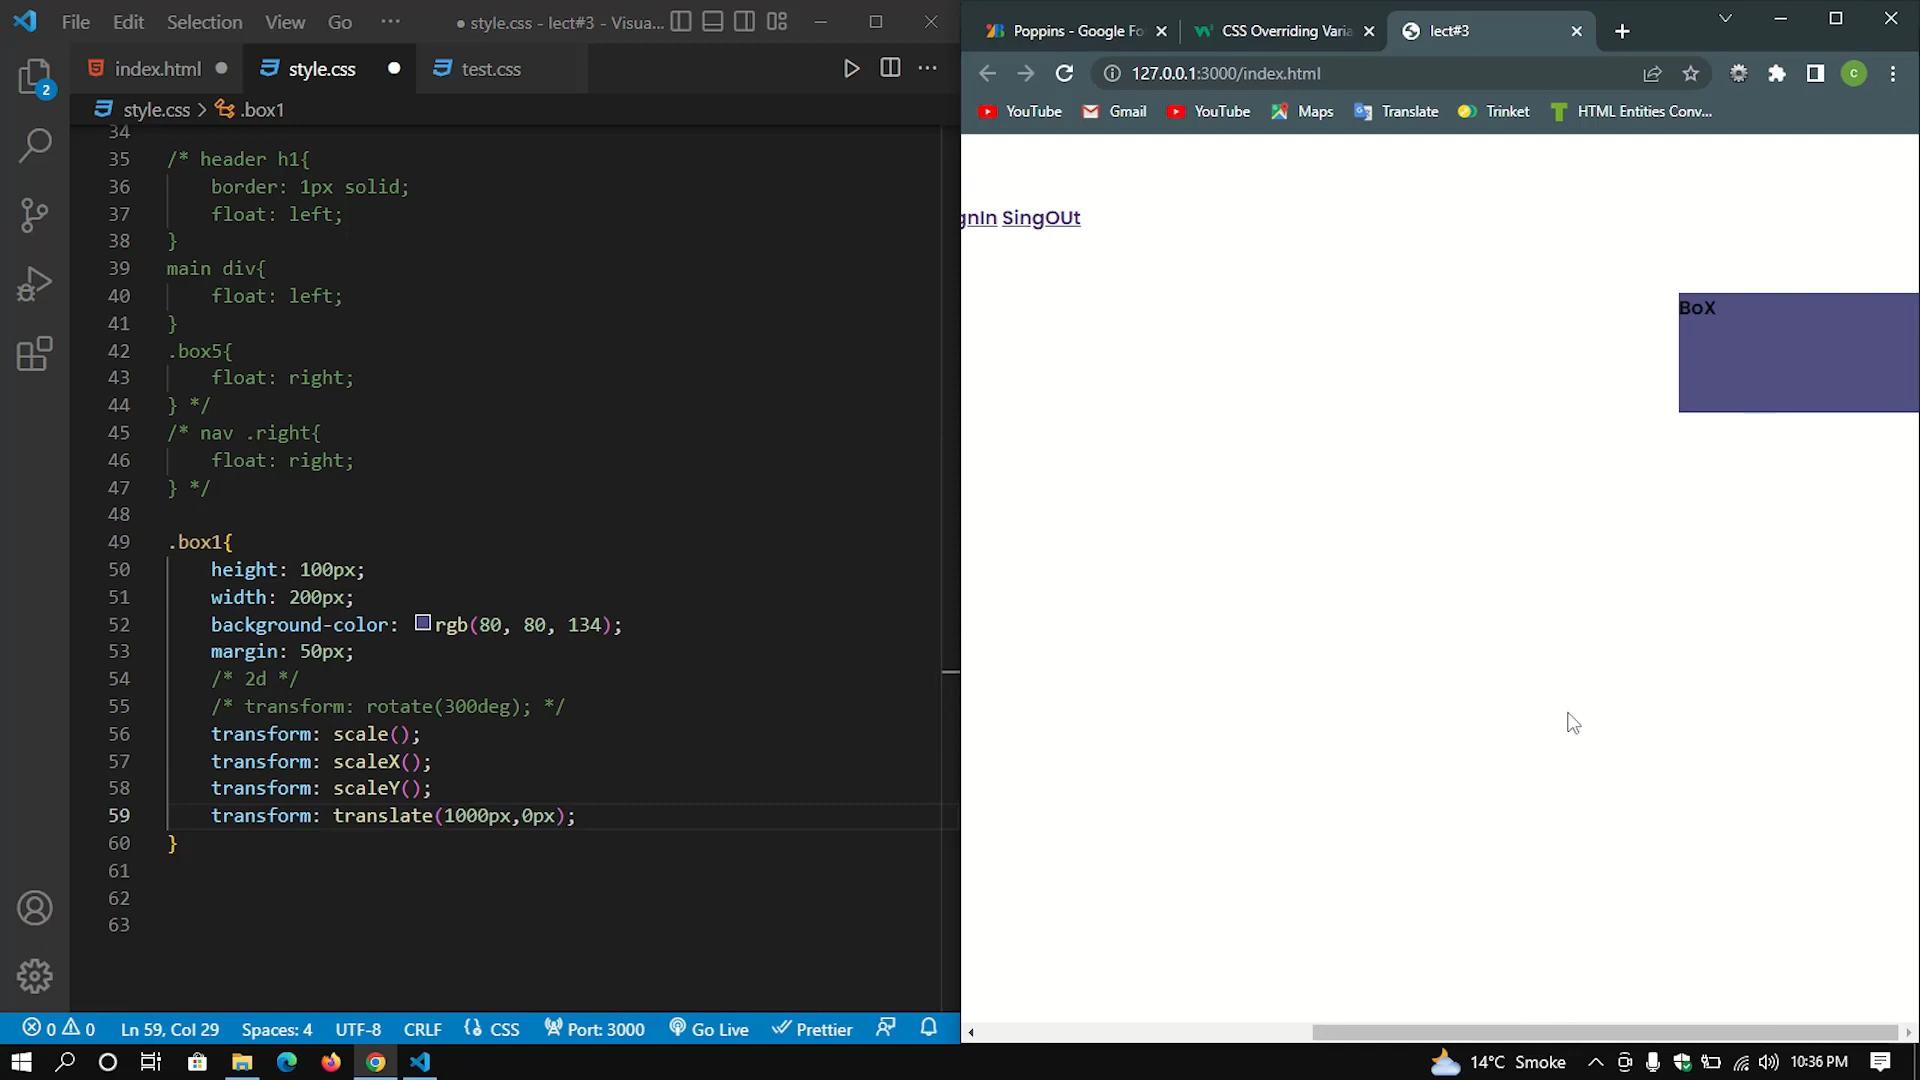 File Edit Selection View Go ··· ● style.css - lect#3 - Visua...
index.html ● style.css ● test.css
style.css > .box1
34
35 /* header h1{
36 border: 1px solid;
37 float: left;
38 }
39 main div{
40 float: left;
41 }
42 .box5{
43 float: right;
44 } */
45 /* nav .right{
46 float: right;
47 } */
48
49 .box1{
50 height: 100px;
51 width: 200px;
52 background-color: rgb(80, 80, 134);
53 margin: 50px;
54 /* 2d */
55 /* transform: rotate(300deg); */
56 transform: scale();
57 transform: scaleX();
58 transform: scaleY();
59 transform: translate(1000px,0px);
60 }
61
62
63
2
0 0 Ln 59, Col 29 Spaces: 4 UTF-8 CRLF CSS Port: 3000 Go Live Prettier
Poppins - Google Fo CSS Overriding Varia lect#3
127.0.0.1:3000/index.html C
YouTube Gmail YouTube Maps Translate Trinket HTML Entities Conv...
gnIn SingOUt
BoX
14°C Smoke 10:36 PM